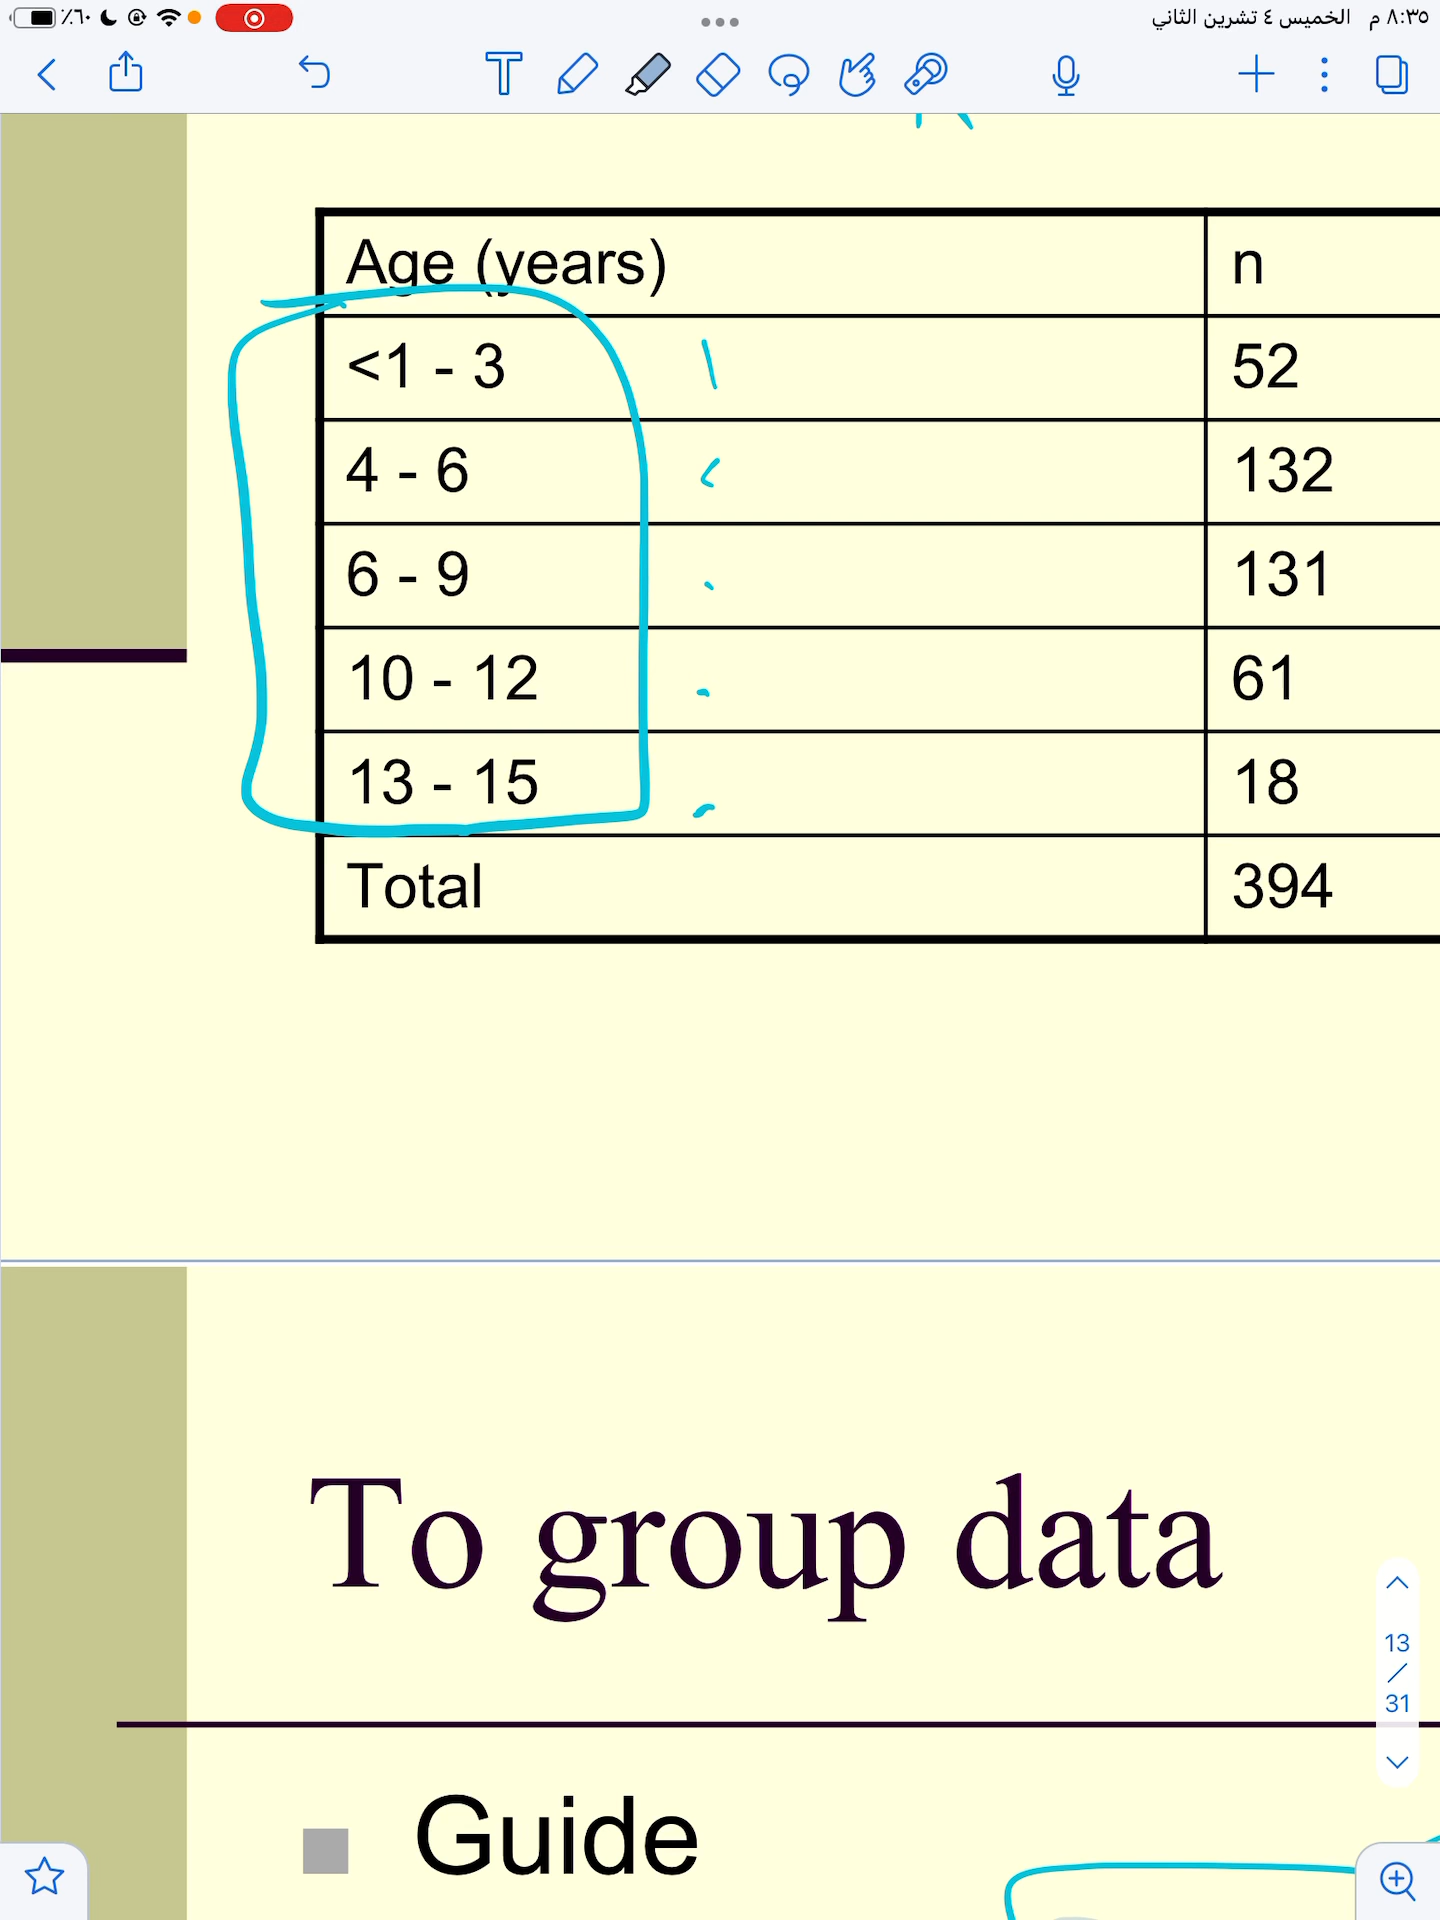 ٪٦٠
٨:٣٥ م الخميس ٤ تشرين الثاني
Age (years) n
<1 - 3 52
4 - 6 132
6 - 9 131
10 - 12 61
13 - 15 18
Total 394
To group data
13
/
31
Guide